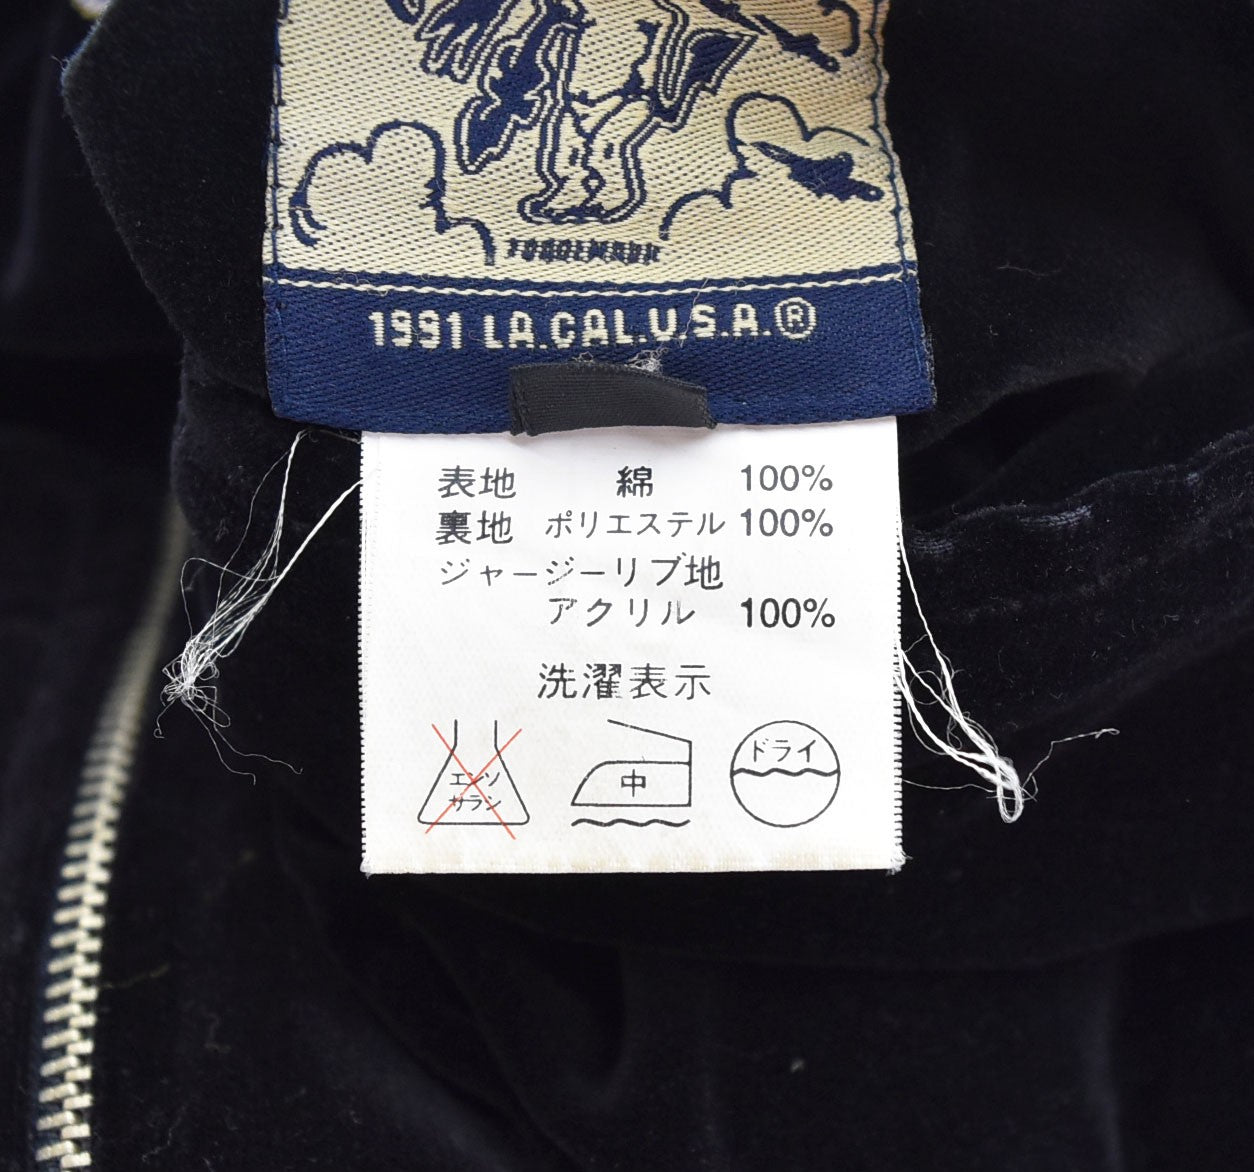 1991 LA.CAL.U.S.A.®
表地 綿 100%
裏地 ポリエステル 100%
ジャージーリブ地
アクリル 100%
洗濯表示
エンソ
サラシ
中
ドライ